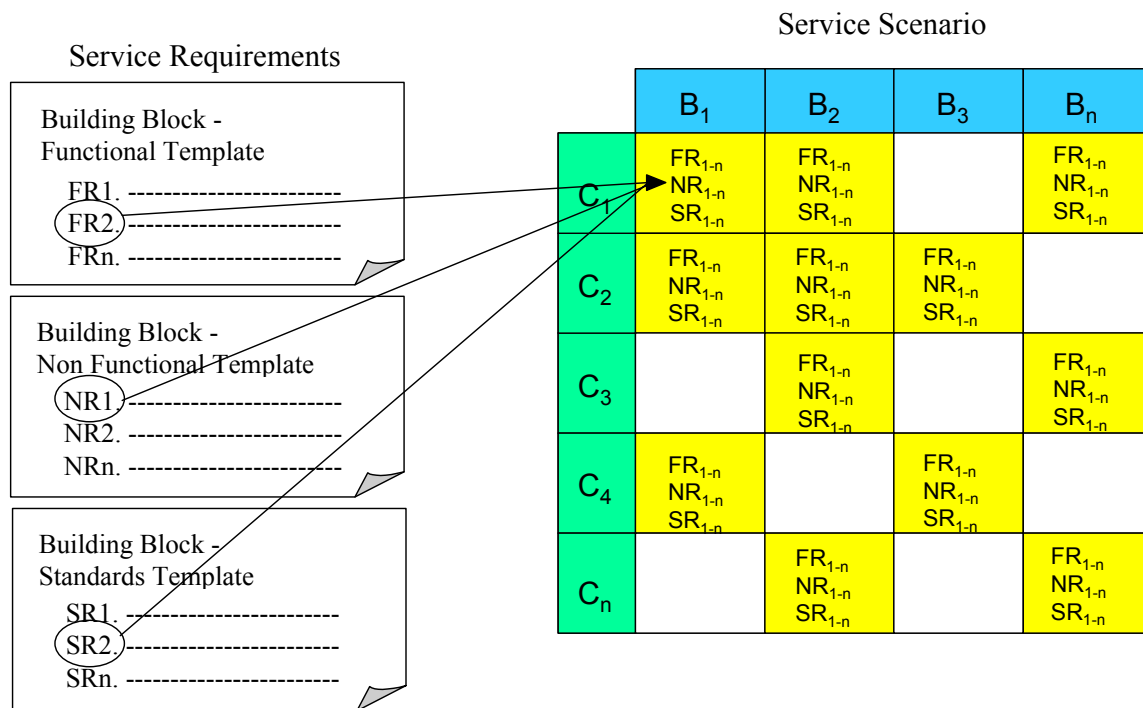 Service Requirements
Building Block -
Functional Template
FR1. -------------------------
FR2. -------------------------
FRn. -------------------------
Building Block -
Non Functional Template
NR1. -------------------------
NR2. -------------------------
NRn. -------------------------
Building Block -
Standards Template
SR1. -------------------------
SR2. -------------------------
SRn. -------------------------
Service Scenario
B1 B2 B3 Bn
C1
FR1-n FR1-n FR1-n
NR1-n NR1-n NR1-n
SR1-n SR1-n SR1-n
C2
FR1-n FR1-n FR1-n
NR1-n NR1-n NR1-n
SR1-n SR1-n SR1-n
C3
FR1-n FR1-n
NR1-n NR1-n
SR1-n SR1-n
C4
FR1-n FR1-n
NR1-n NR1-n
SR1-n SR1-n
Cn
FR1-n FR1-n
NR1-n NR1-n
SR1-n SR1-n